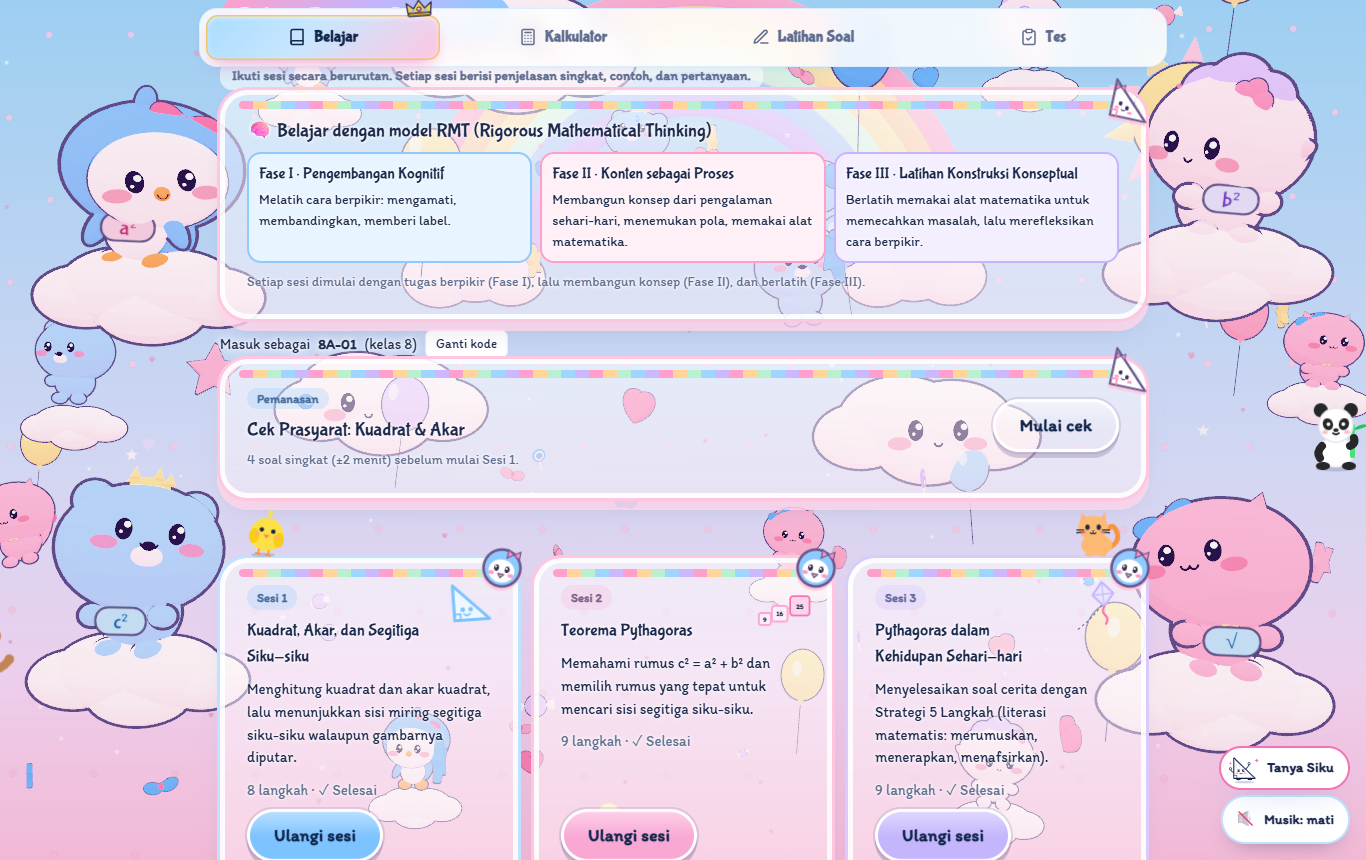 Belajar
Kalkulator
Latihan Soal
Tes
Ikuti sesi secara berurutan. Setiap sesi berisi penjelasan singkat, contoh, dan pertanyaan.
Belajar dengan model RMT (Rigorous Mathematical Thinking)
Fase I · Pengembangan Kognitif
Melatih cara berpikir: mengamati,
membandingkan, memberi label.
Fase II · Konten sebagai Proses
Membangun konsep dari pengalaman
sehari-hari, menemukan pola, memakai alat
matematika.
Fase III · Latihan Konstruksi Konseptual
Berlatih memakai alat matematika untuk
memecahkan masalah, lalu merefleksikan
cara berpikir.
Setiap sesi dimulai dengan tugas berpikir (Fase I), lalu membangun konsep (Fase II), dan berlatih (Fase III).
a²
b²
Masuk sebagai 8A-01 (kelas 8) Ganti kode
Pemanasan
Cek Prasyarat: Kuadrat & Akar
4 soal singkat (±2 menit) sebelum mulai Sesi 1.
Mulai cek
c²
√
Sesi 1
Kuadrat, Akar, dan Segitiga
Siku-siku
Menghitung kuadrat dan akar kuadrat,
lalu menunjukkan sisi miring segitiga
siku-siku walaupun gambarnya
diputar.
8 langkah · ✓ Selesai
Ulangi sesi
Sesi 2
9 16 25
Teorema Pythagoras
Memahami rumus c² = a² + b² dan
memilih rumus yang tepat untuk
mencari sisi segitiga siku-siku.
9 langkah · ✓ Selesai
Ulangi sesi
Sesi 3
Pythagoras dalam
Kehidupan Sehari-hari
Menyelesaikan soal cerita dengan
Strategi 5 Langkah (literasi
matematis: merumuskan,
menerapkan, menafsirkan).
9 langkah · ✓ Selesai
Ulangi sesi
Tanya Siku
Musik: mati